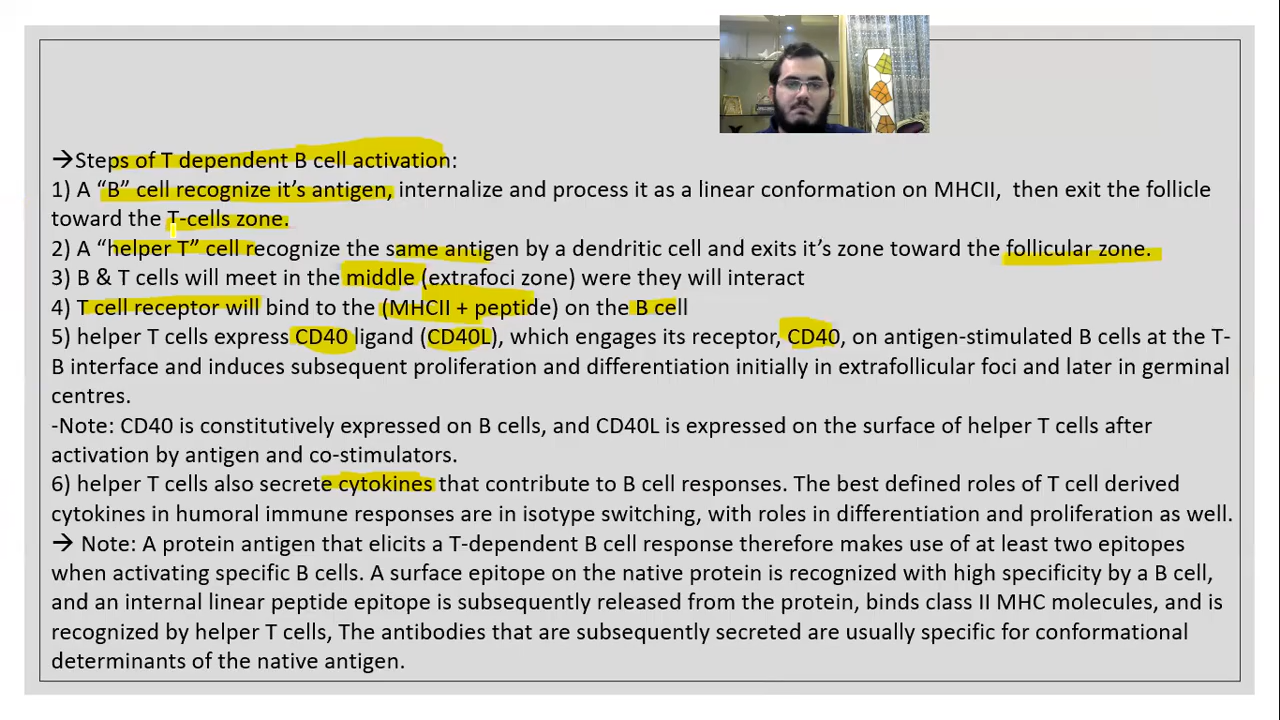 →Steps of T dependent B cell activation:
1) A “B” cell recognize it’s antigen, internalize and process it as a linear conformation on MHCII, then exit the follicle
toward the T-cells zone.
2) A “helper T” cell recognize the same antigen by a dendritic cell and exits it’s zone toward the follicular zone.
3) B & T cells will meet in the middle (extrafoci zone) were they will interact
4) T cell receptor will bind to the (MHCII + peptide) on the B cell
5) helper T cells express CD40 ligand (CD40L), which engages its receptor, CD40, on antigen-stimulated B cells at the T-
B interface and induces subsequent proliferation and differentiation initially in extrafollicular foci and later in germinal
centres.
-Note: CD40 is constitutively expressed on B cells, and CD40L is expressed on the surface of helper T cells after
activation by antigen and co-stimulators.
6) helper T cells also secrete cytokines that contribute to B cell responses. The best defined roles of T cell derived
cytokines in humoral immune responses are in isotype switching, with roles in differentiation and proliferation as well.
→ Note: A protein antigen that elicits a T-dependent B cell response therefore makes use of at least two epitopes
when activating specific B cells. A surface epitope on the native protein is recognized with high specificity by a B cell,
and an internal linear peptide epitope is subsequently released from the protein, binds class II MHC molecules, and is
recognized by helper T cells, The antibodies that are subsequently secreted are usually specific for conformational
determinants of the native antigen.